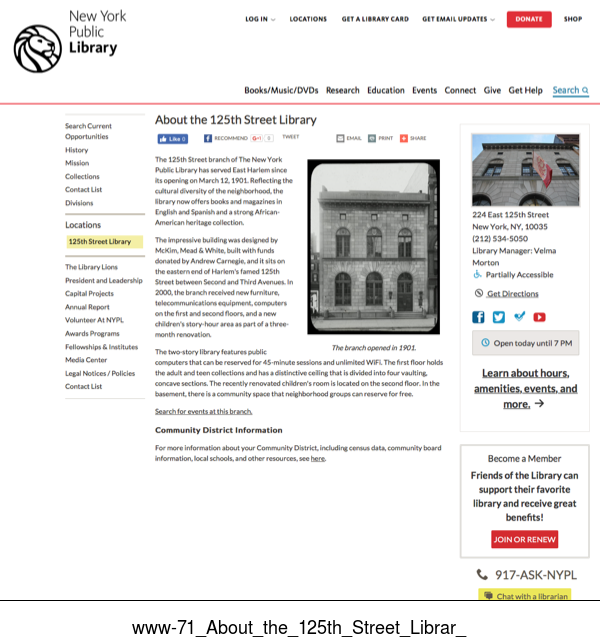 New York
Public
Library
LOG IN
LOCATIONS
GET A LIBRARY CARD
GET EMAIL UPDATES
DONATE
SHOP
Books/Music/DVDs Research Education Events Connect Give Get Help Search
Search Current
Opportunities
History
Mission
Collections
Contact List
Divisions
Locations
125th Street Library
The Library Lions
President and Leadership
Capital Projects
Annual Report
Volunteer At NYPL
Awards Programs
Fellowships & Institutes
Media Center
Legal Notices / Policies
Contact List
About the 125th Street Library
Like 0
RECOMMEND
G+1 0
TWEET
EMAIL
PRINT
SHARE
The 125th Street branch of The New York
Public Library has served East Harlem since
its opening on March 12, 1901. Reflecting the
cultural diversity of the neighborhood, the
library now offers books and magazines in
English and Spanish and a strong African-
American heritage collection.
The impressive building was designed by
McKim, Mead & White, built with funds
donated by Andrew Carnegie, and it sits on
the eastern end of Harlem's famed 125th
Street between Second and Third Avenues. In
2000, the branch received new furniture,
telecommunications equipment, computers
on the first and second floors, and a new
children's story-hour area as part of a three-
month renovation.
The branch opened in 1901.
The two-story library features public
computers that can be reserved for 45-minute sessions and unlimited WiFi. The first floor holds
the adult and teen collections and has a distinctive ceiling that is divided into four vaulting,
concave sections. The recently renovated children's room is located on the second floor. In the
basement, there is a community space that neighborhood groups can reserve for free.
Search for events at this branch.
Community District Information
For more information about your Community District, including census data, community board
information, local schools, and other resources, see here.
224 East 125th Street
New York, NY, 10035
(212) 534-5050
Library Manager: Velma
Morton
Partially Accessible
Get Directions
Open today until 7 PM
Learn about hours,
amenities, events, and
more. →
Become a Member
Friends of the Library can
support their favorite
library and receive great
benefits!
JOIN OR RENEW
917-ASK-NYPL
Chat with a librarian
www-71_About_the_125th_Street_Librar_